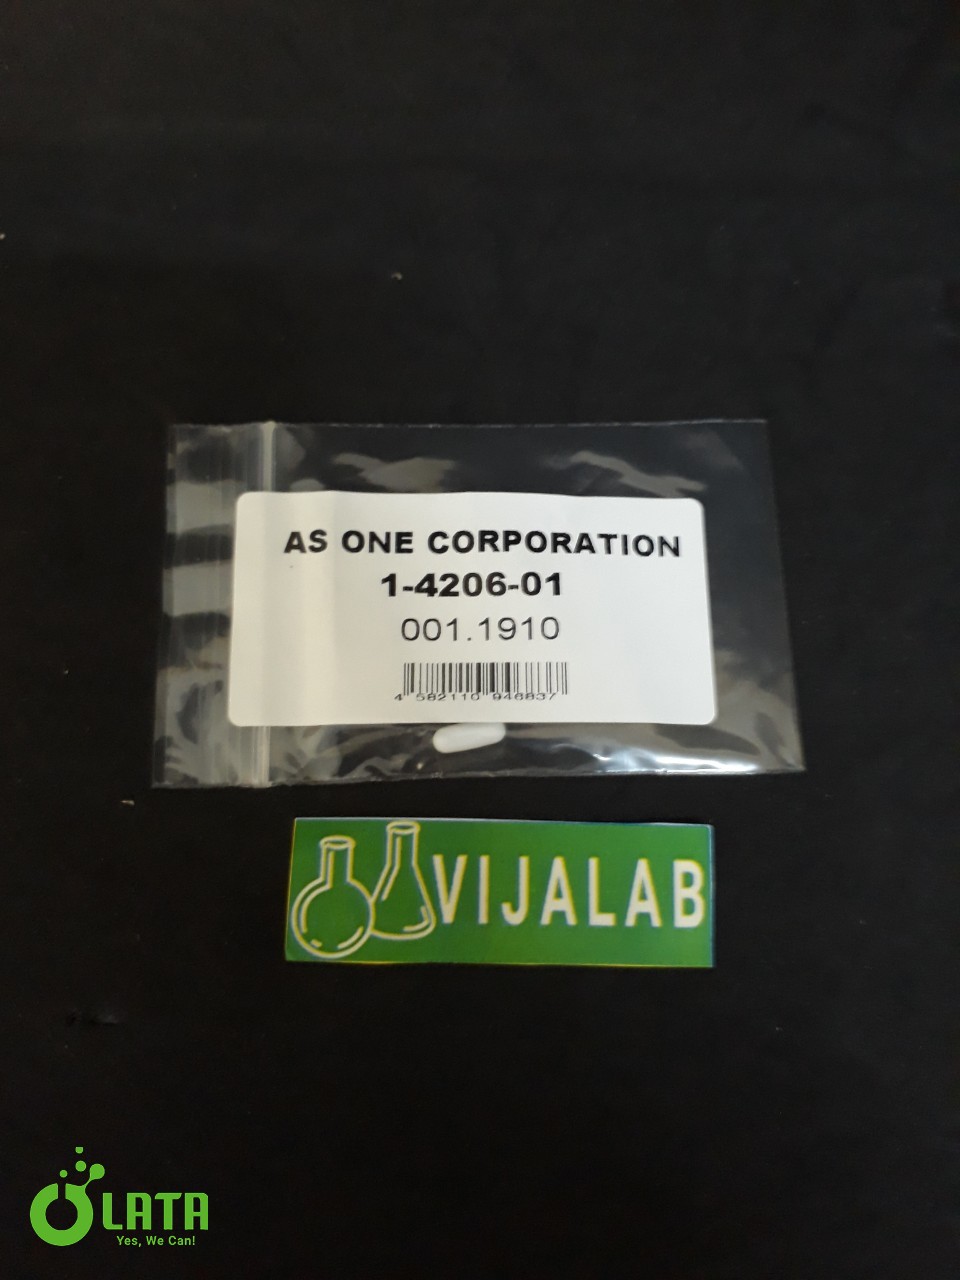 AS ONE CORPORATION
1-4206-01
001.1910
4 582110 946837
VIJALAB
LATA
Yes, We Can!